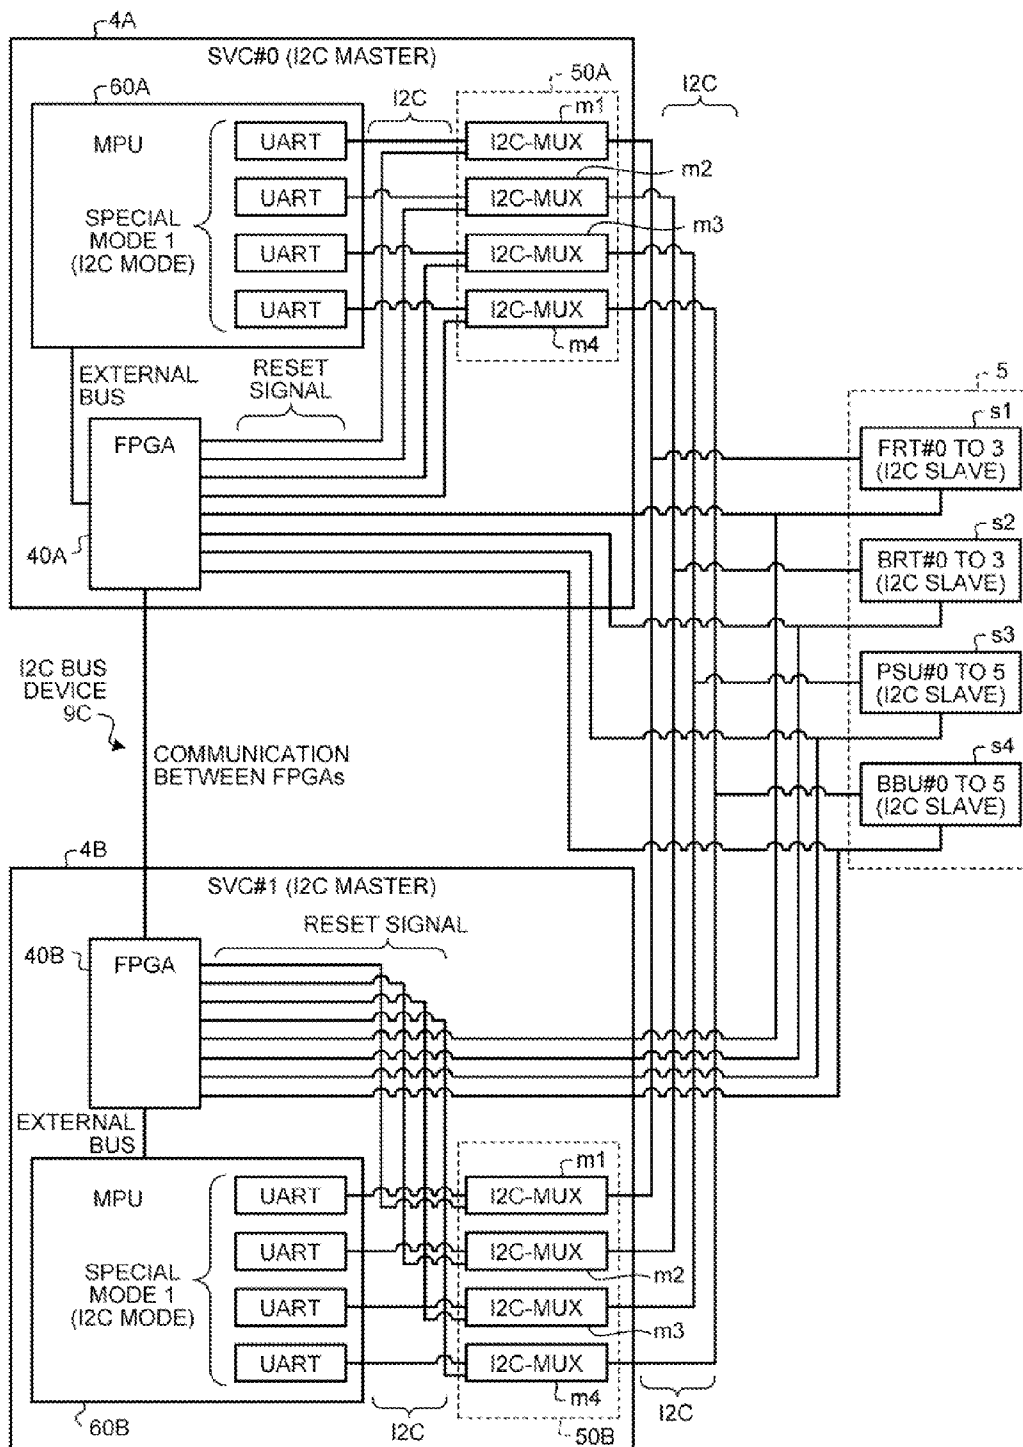 4A
SVC#0 (I2C MASTER)
60A
MPU
UART
UART
UART
UART
SPECIAL
MODE 1
(I2C MODE)
I2C
50A
m1
I2C-MUX
m2
I2C-MUX
m3
I2C-MUX
I2C-MUX
m4
I2C
EXTERNAL
BUS
RESET
SIGNAL
FPGA
40A
5
s1
FRT#0 TO 3
(I2C SLAVE)
s2
BRT#0 TO 3
(I2C SLAVE)
s3
PSU#0 TO 5
(I2C SLAVE)
s4
BBU#0 TO 5
(I2C SLAVE)
I2C BUS
DEVICE
9C
COMMUNICATION
BETWEEN FPGAs
4B
SVC#1 (I2C MASTER)
RESET SIGNAL
40B
FPGA
EXTERNAL
BUS
MPU
UART
UART
UART
UART
SPECIAL
MODE 1
(I2C MODE)
m1
I2C-MUX
I2C-MUX
m2
I2C-MUX
m3
I2C-MUX
m4
60B
I2C
50B
I2C